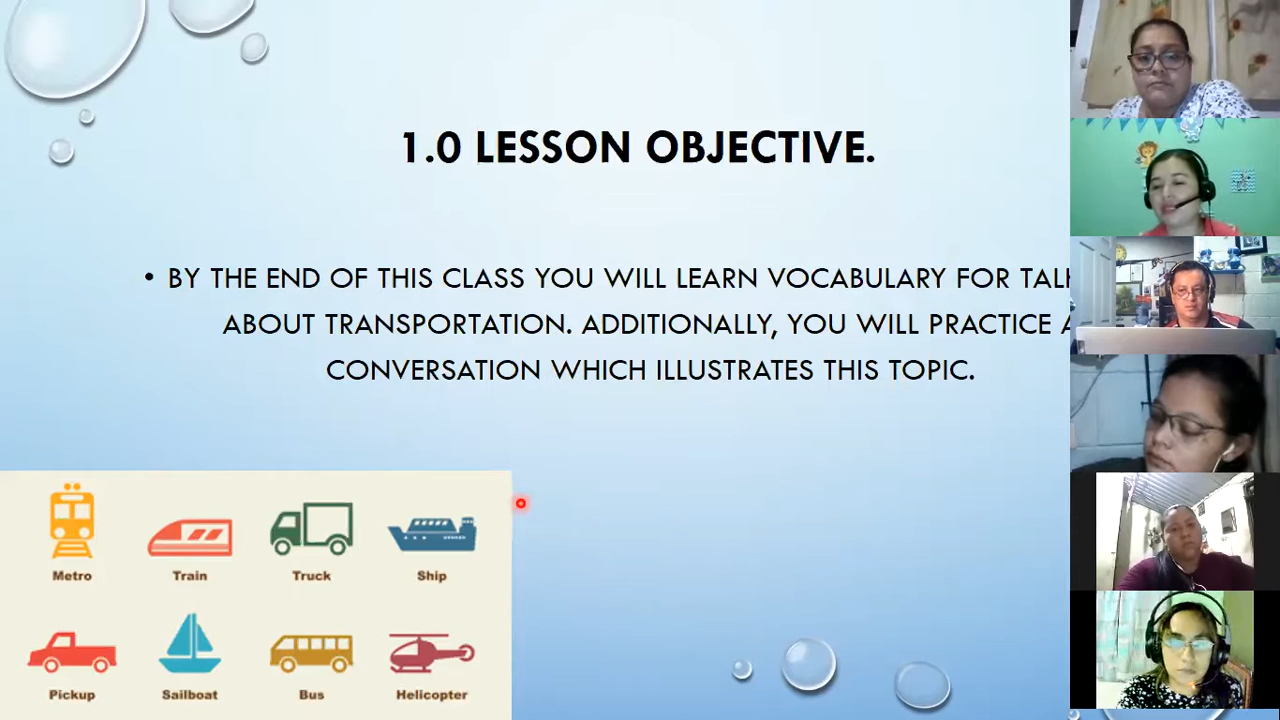 1.0 LESSON OBJECTIVE.
• BY THE END OF THIS CLASS YOU WILL LEARN VOCABULARY FOR
ABOUT TRANSPORTATION. ADDITIONALLY, YOU WILL PRACTICE
CONVERSATION WHICH ILLUSTRATES THIS TOPIC.
Metro Train Truck Ship
Pickup Sailboat Bus Helicopter